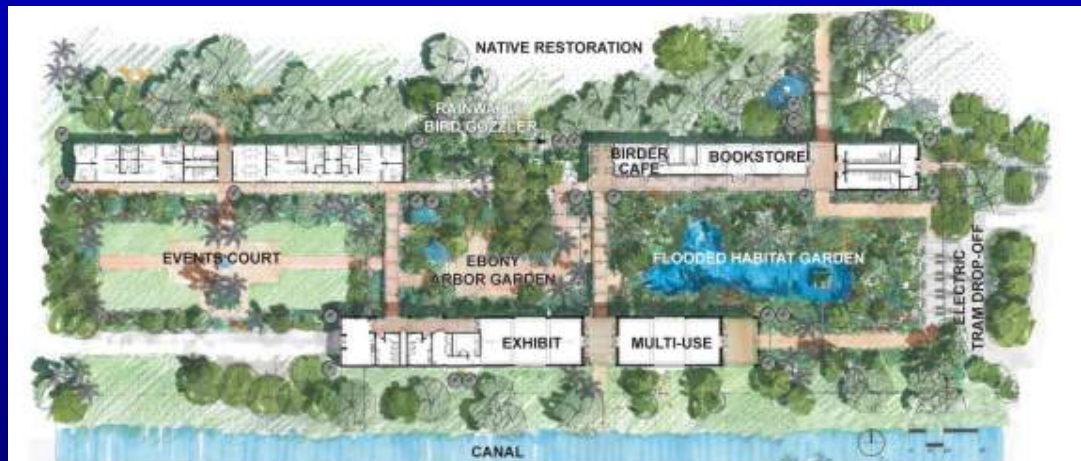 NATIVE RESTORATION
RAINWATER
BIRD GOZZLER
BIRDER
CAFE
BOOKSTORE
EVENTS COURT
EBONY
ARBOR GARDEN
FLOODED HABITAT GARDEN
ELECTRIC
TRAM DROP-OFF
EXHIBIT
MULTI-USE
CANAL